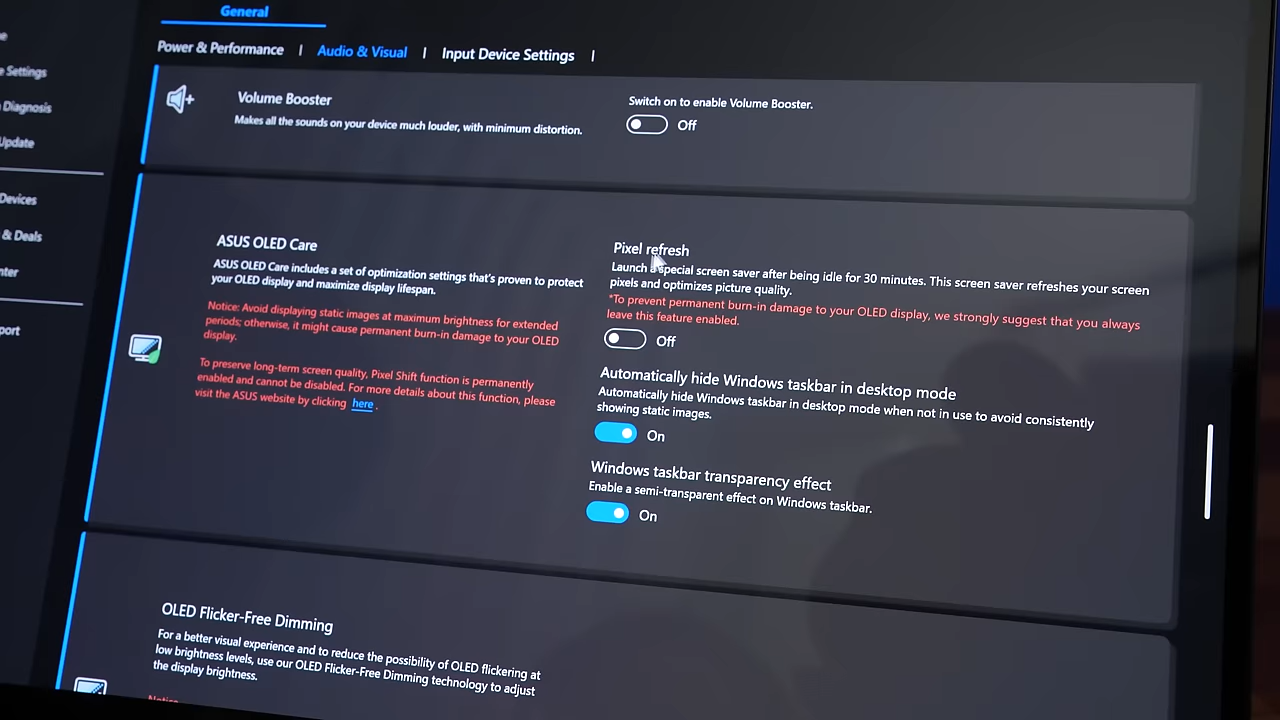 General
Power & Performance | Audio & Visual | Input Device Settings |
Settings
Diagnosis
Update
Devices
& Deals
Volume Booster
Makes all the sounds on your device much louder, with minimum distortion.
Switch on to enable Volume Booster.
Off
ASUS OLED Care
ASUS OLED Care includes a set of optimization settings that's proven to protect
your OLED display and maximize display lifespan.
Notice: Avoid displaying static images at maximum brightness for extended
periods; otherwise, it might cause permanent burn-in damage to your OLED
display.
To preserve long-term screen quality, Pixel Shift function is permanently
enabled and cannot be disabled. For more details about this function, please
visit the ASUS website by clicking here .
Pixel refresh
Launch a special screen saver after being idle for 30 minutes. This screen saver refreshes your screen
pixels and optimizes picture quality.
*To prevent permanent burn-in damage to your OLED display, we strongly suggest that you always
leave this feature enabled.
Off
Automatically hide Windows taskbar in desktop mode
Automatically hide Windows taskbar in desktop mode when not in use to avoid consistently
showing static images.
On
Windows taskbar transparency effect
Enable a semi-transparent effect on Windows taskbar.
On
OLED Flicker-Free Dimming
For a better visual experience and to reduce the possibility of OLED flickering at
low brightness levels, use our OLED Flicker-Free Dimming technology to adjust
the display brightness.